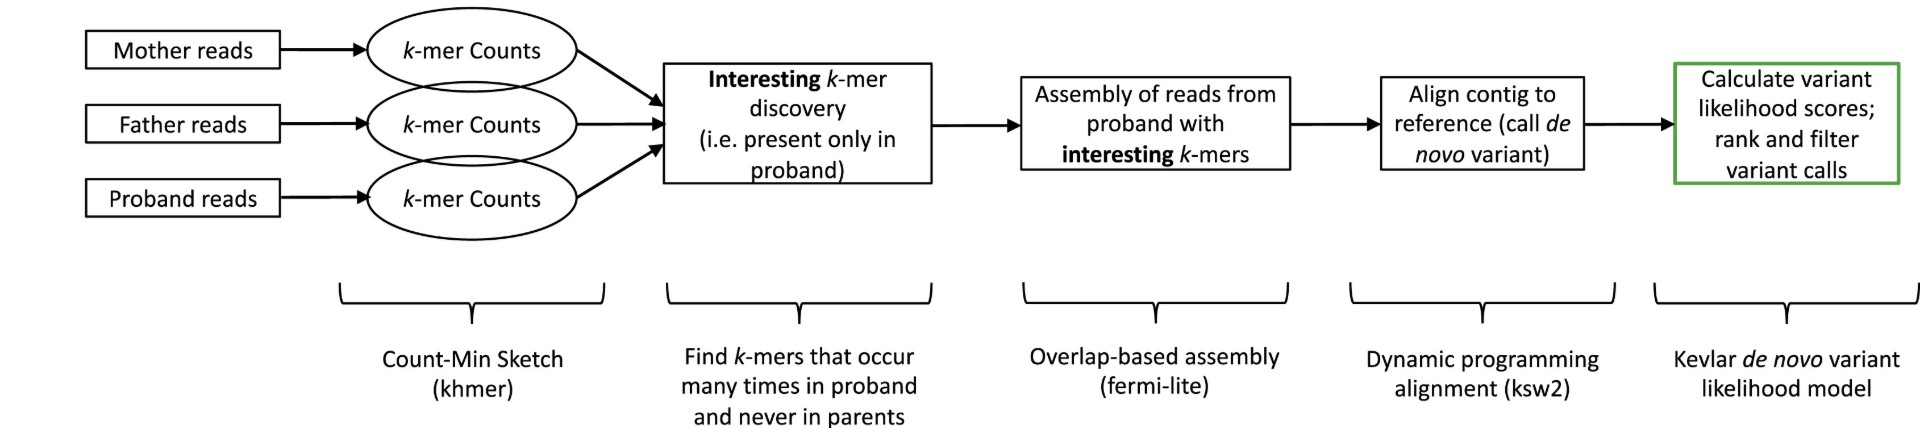 Mother reads
k-mer Counts
Father reads
k-mer Counts
Proband reads
k-mer Counts
Interesting k-mer
discovery
(i.e. present only in
proband)
Assembly of reads from
proband with
interesting k-mers
Align contig to
reference (call de
novo variant)
Calculate variant
likelihood scores;
rank and filter
variant calls
Count-Min Sketch
(khmer)
Find k-mers that occur
many times in proband
and never in parents
Overlap-based assembly
(fermi-lite)
Dynamic programming
alignment (ksw2)
Kevlar de novo variant
likelihood model